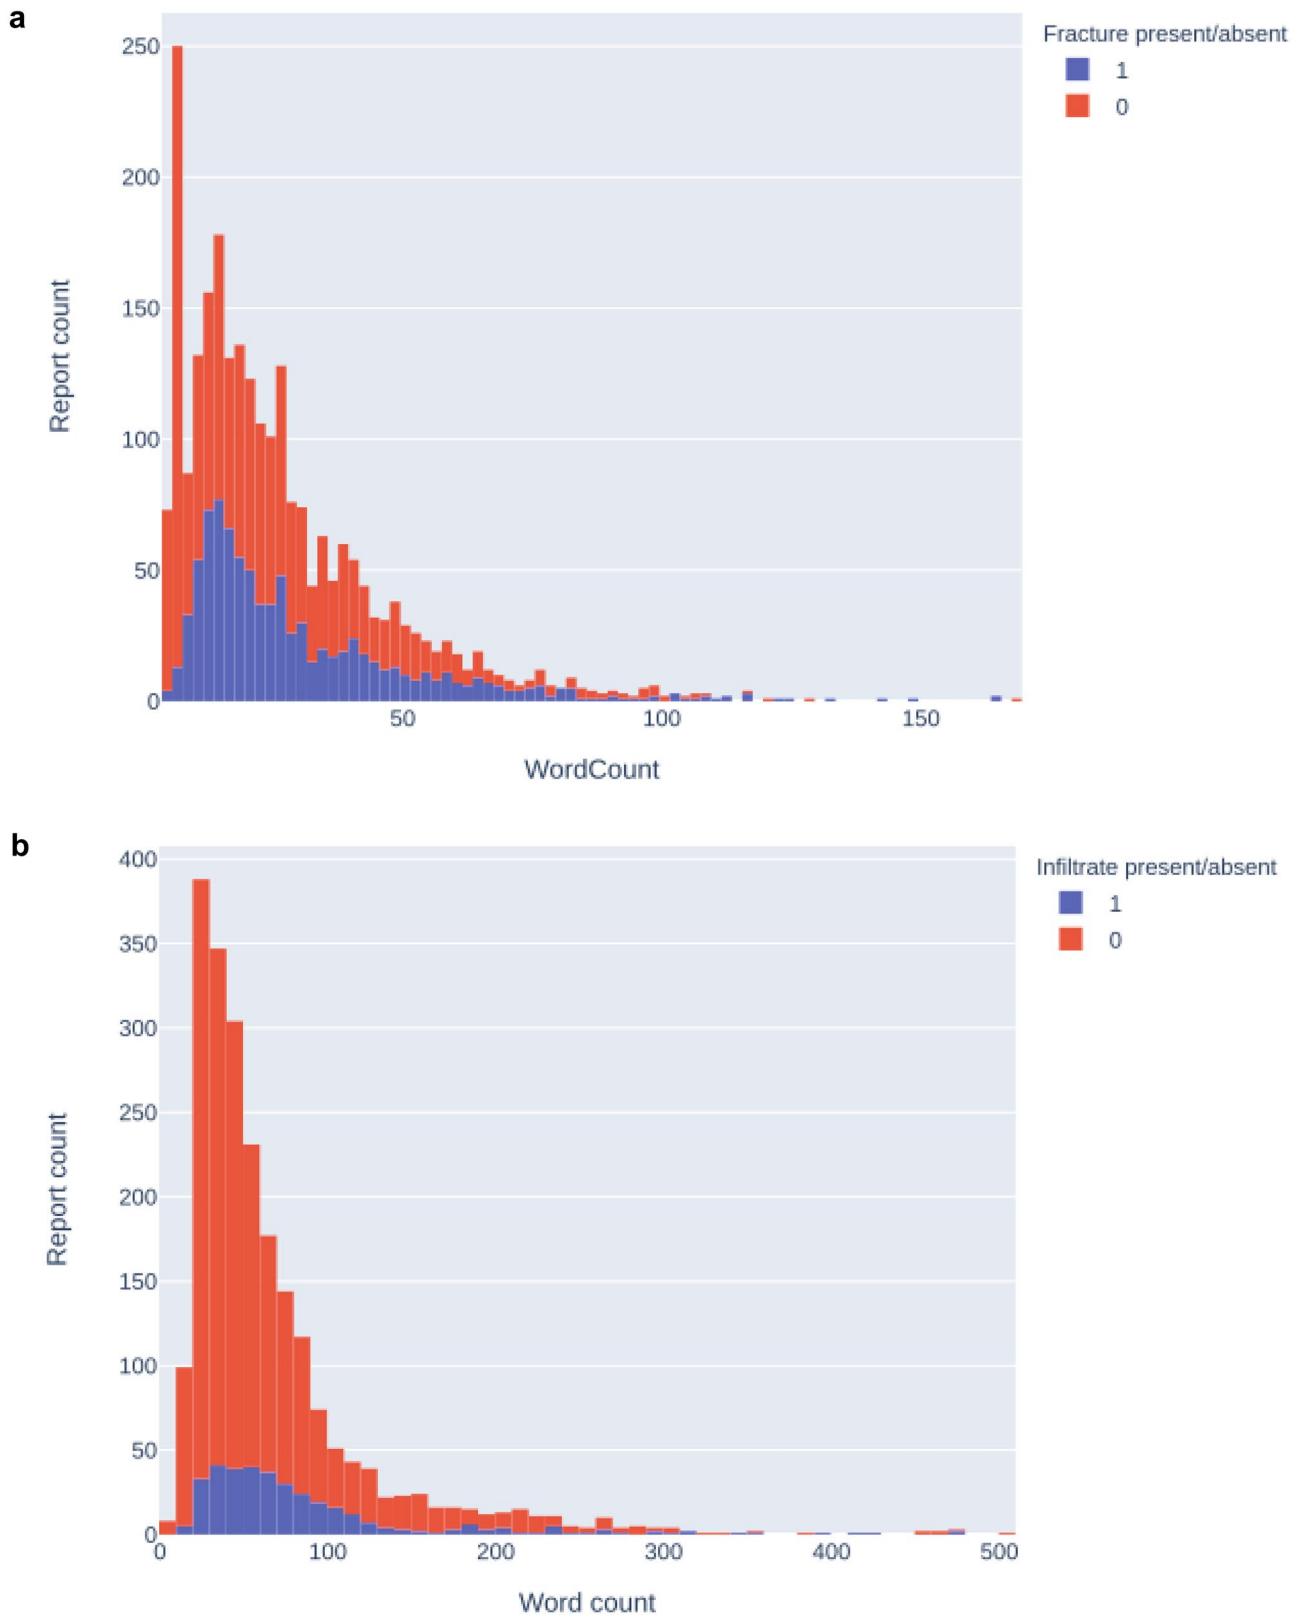 a
Fracture present/absent
1
0
250
200
150
100
50
0
Report count
50 100 150
WordCount
b
Infiltrate present/absent
1
0
400
350
300
250
200
150
100
50
0
Report count
0 100 200 300 400 500
Word count